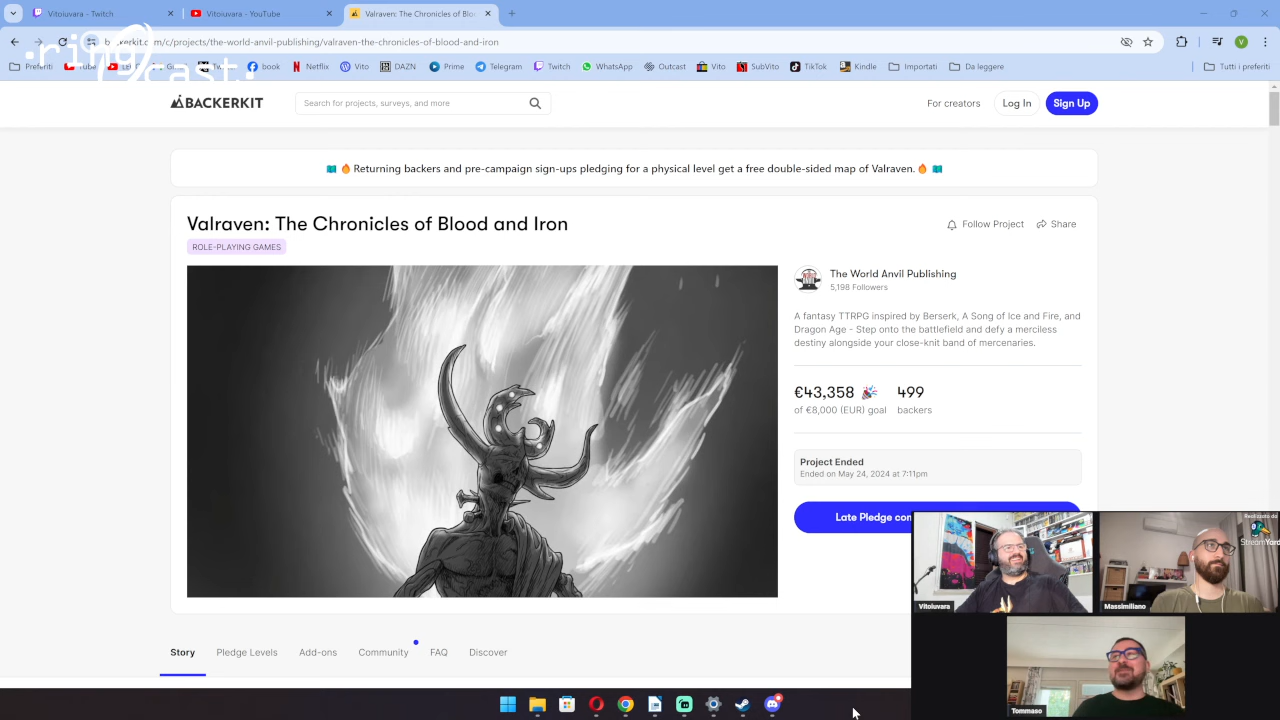 Vitoiuvara - Twitch
Vitoiuvara - YouTube
Valraven: The Chronicles of Bloo
.ringcast.
backerkit.com/c/projects/the-world-anvil-publishing/valraven-the-chronicles-of-blood-and-iron
V
Preferiti
book
Netflix
Vito
DAZN
Prime
Telegram
Twitch
WhatsApp
Outcast
Vito
SubVito
TikTok
Kindle
Importati
Da leggere
Tutti i preferiti
BACKERKIT
Search for projects, surveys, and more
For creators
Log In
Sign Up
Returning backers and pre-campaign sign-ups pledging for a physical level get a free double-sided map of Valraven.
Valraven: The Chronicles of Blood and Iron
Follow Project
Share
ROLE-PLAYING GAMES
The World Anvil Publishing
5,198 Followers
A fantasy TTRPG inspired by Berserk, A Song of Ice and Fire, and
Dragon Age - Step onto the battlefield and defy a merciless
destiny alongside your close-knit band of mercenaries.
€43,358
499
of €8,000 (EUR) goal
backers
Project Ended
Ended on May 24, 2024 at 7:11pm
Late Pledge
Realizzato da
StreamYard
Vitoiuvara
Massimiliano
Tommaso
Story
Pledge Levels
Add-ons
Community
FAQ
Discover